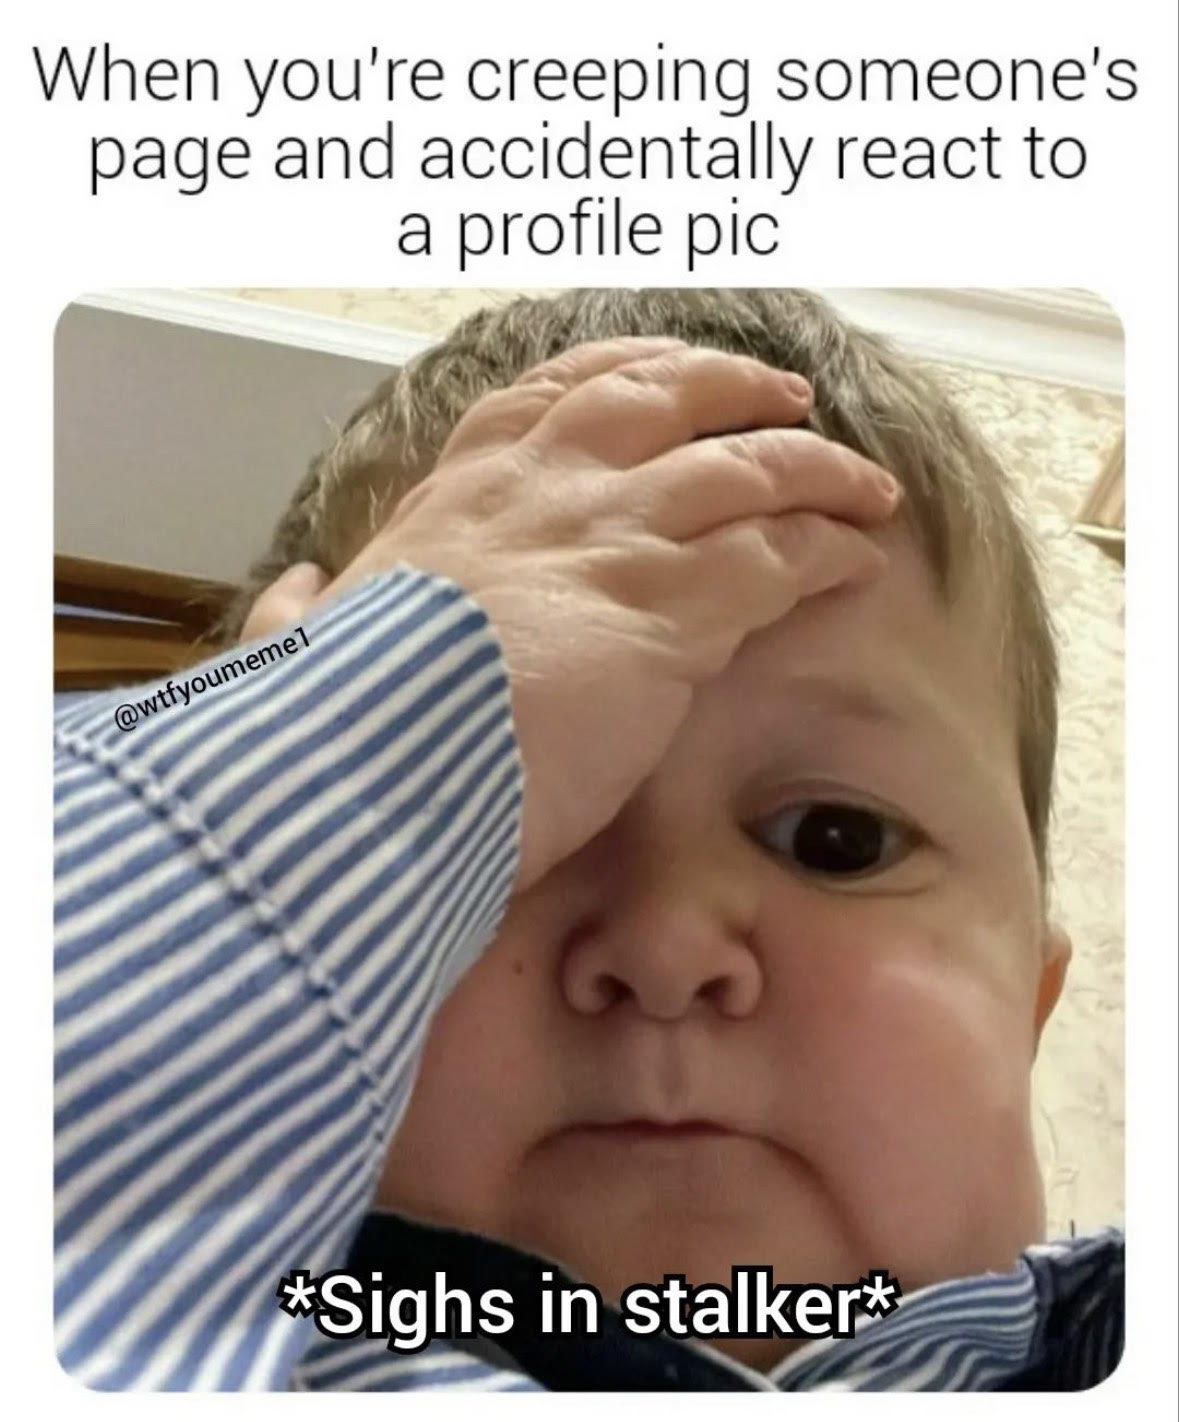 When you're creeping someone's
page and accidentally react to
a profile pic
@wtfyoumeme1
*Sighs in stalker*